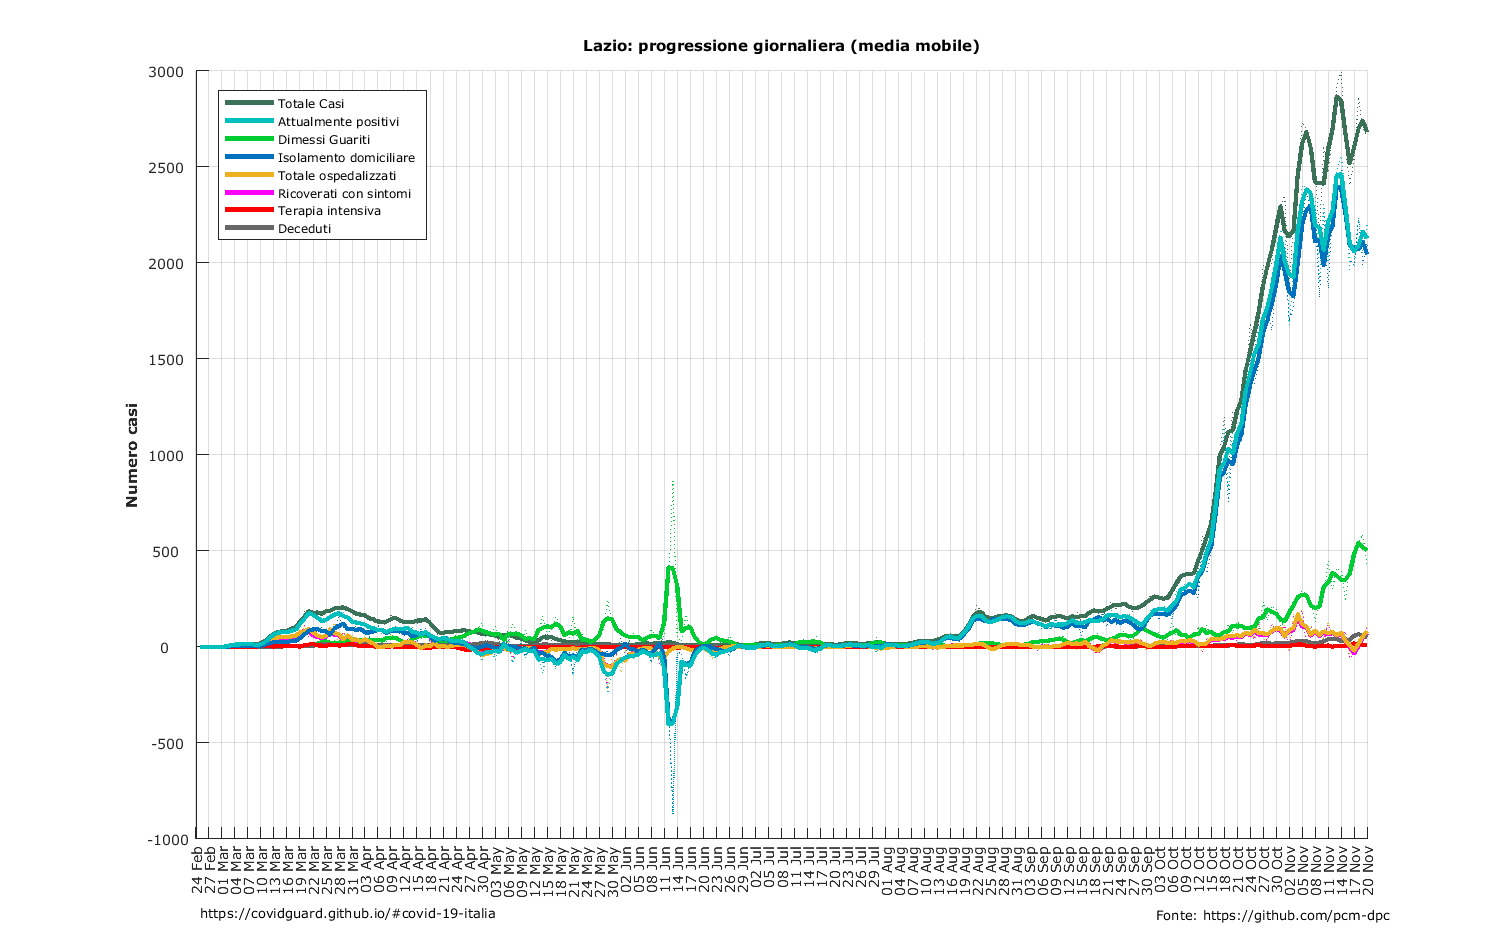 Lazio: progressione giornaliera (media mobile)
3000
2500
2000
1500
1000
500
0
-500
-1000
Numero casi
Totale Casi
Attualmente positivi
Dimessi Guariti
Isolamento domiciliare
Totale ospedalizzati
Ricoverati con sintomi
Terapia intensiva
Deceduti
24 Feb
27 Feb
01 Mar
04 Mar
07 Mar
10 Mar
13 Mar
16 Mar
19 Mar
22 Mar
25 Mar
28 Mar
31 Mar
03 Apr
06 Apr
09 Apr
12 Apr
15 Apr
18 Apr
21 Apr
24 Apr
27 Apr
30 Apr
03 May
06 May
09 May
12 May
15 May
18 May
21 May
24 May
27 May
30 May
02 Jun
05 Jun
08 Jun
11 Jun
14 Jun
17 Jun
20 Jun
23 Jun
26 Jun
29 Jun
02 Jul
05 Jul
08 Jul
11 Jul
14 Jul
17 Jul
20 Jul
23 Jul
26 Jul
29 Jul
01 Aug
04 Aug
07 Aug
10 Aug
13 Aug
16 Aug
19 Aug
22 Aug
25 Aug
28 Aug
31 Aug
03 Sep
06 Sep
09 Sep
12 Sep
15 Sep
18 Sep
21 Sep
24 Sep
27 Sep
30 Sep
03 Oct
06 Oct
09 Oct
12 Oct
15 Oct
18 Oct
21 Oct
24 Oct
27 Oct
30 Oct
02 Nov
05 Nov
08 Nov
11 Nov
14 Nov
17 Nov
20 Nov
https://covidguard.github.io/#covid-19-italia
Fonte: https://github.com/pcm-dpc